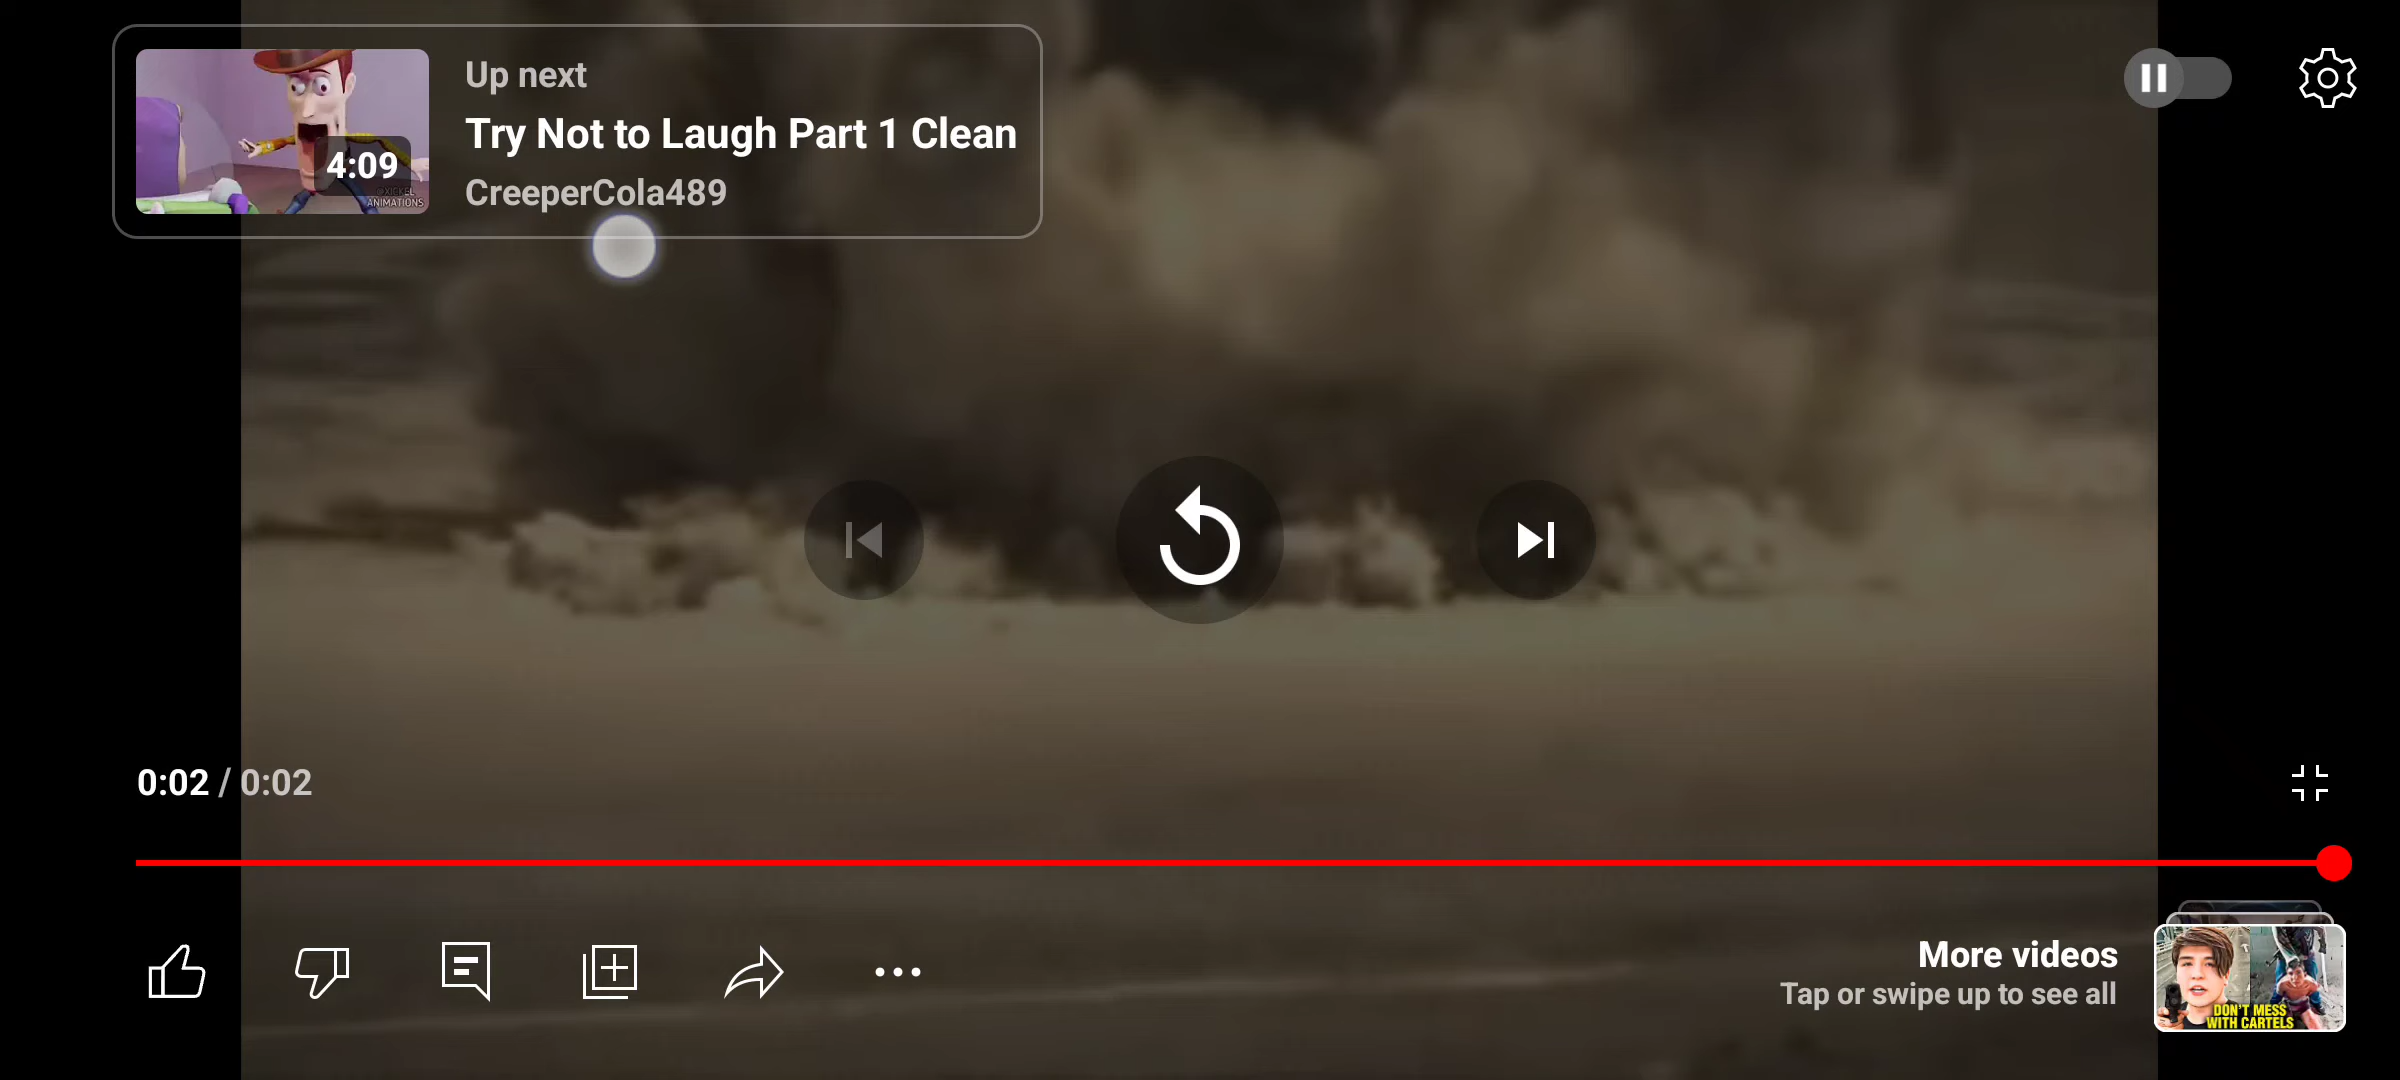 Up next
Try Not to Laugh Part 1 Clean
CreeperCola489
4:09
ANIMATIONS
0:02 / 0:02
More videos
Tap or swipe up to see all
DON'T MESS
WITH CARTELS